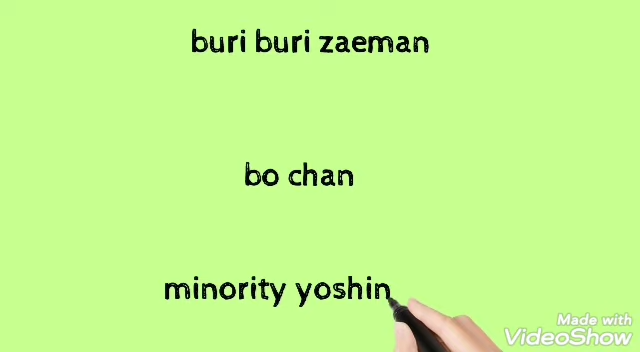 buri buri zaeman
bo chan
minority yoshin
Made with
VideoShow